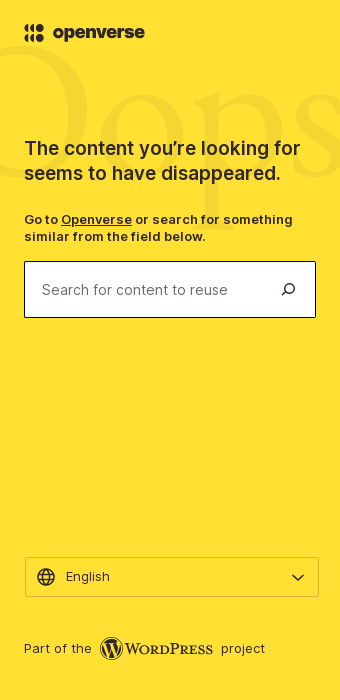 openverse
Oops
The content you’re looking for
seems to have disappeared.
Go to Openverse or search for something
similar from the field below.
Search for content to reuse
English
Part of the WORDPRESS project